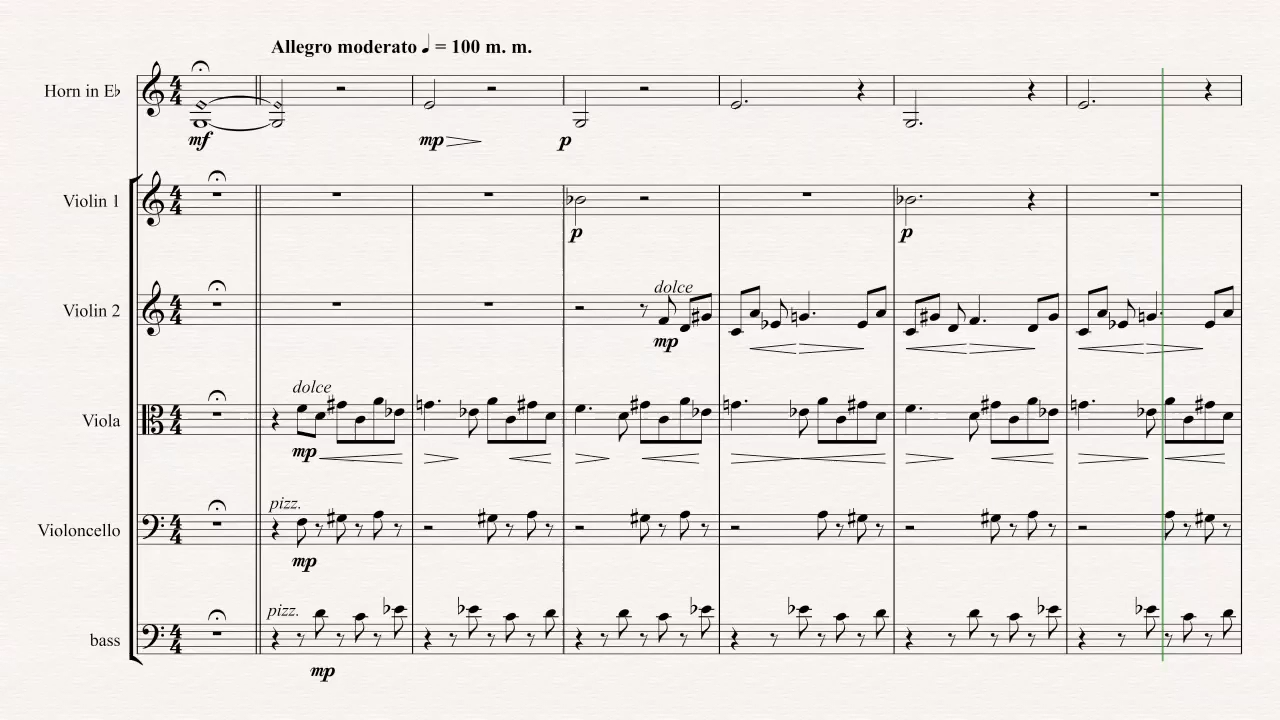 Allegro moderato ♩ = 100 m. m.
Horn in E♭
mf
mp
p
Violin 1
p
p
Violin 2
dolce
mp
dolce
Viola
mp
pizz.
Violoncello
mp
pizz.
bass
mp